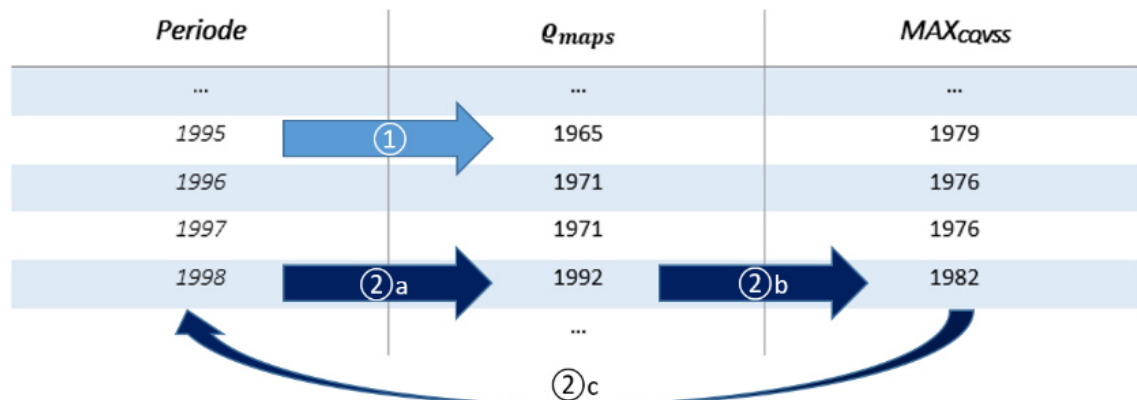 Periode ϱmaps MAXCQVSS
... ... ...
1995 ① 1965 1979
1996 1971 1976
1997 1971 1976
1998 ②a 1992 ②b 1982
...
②c